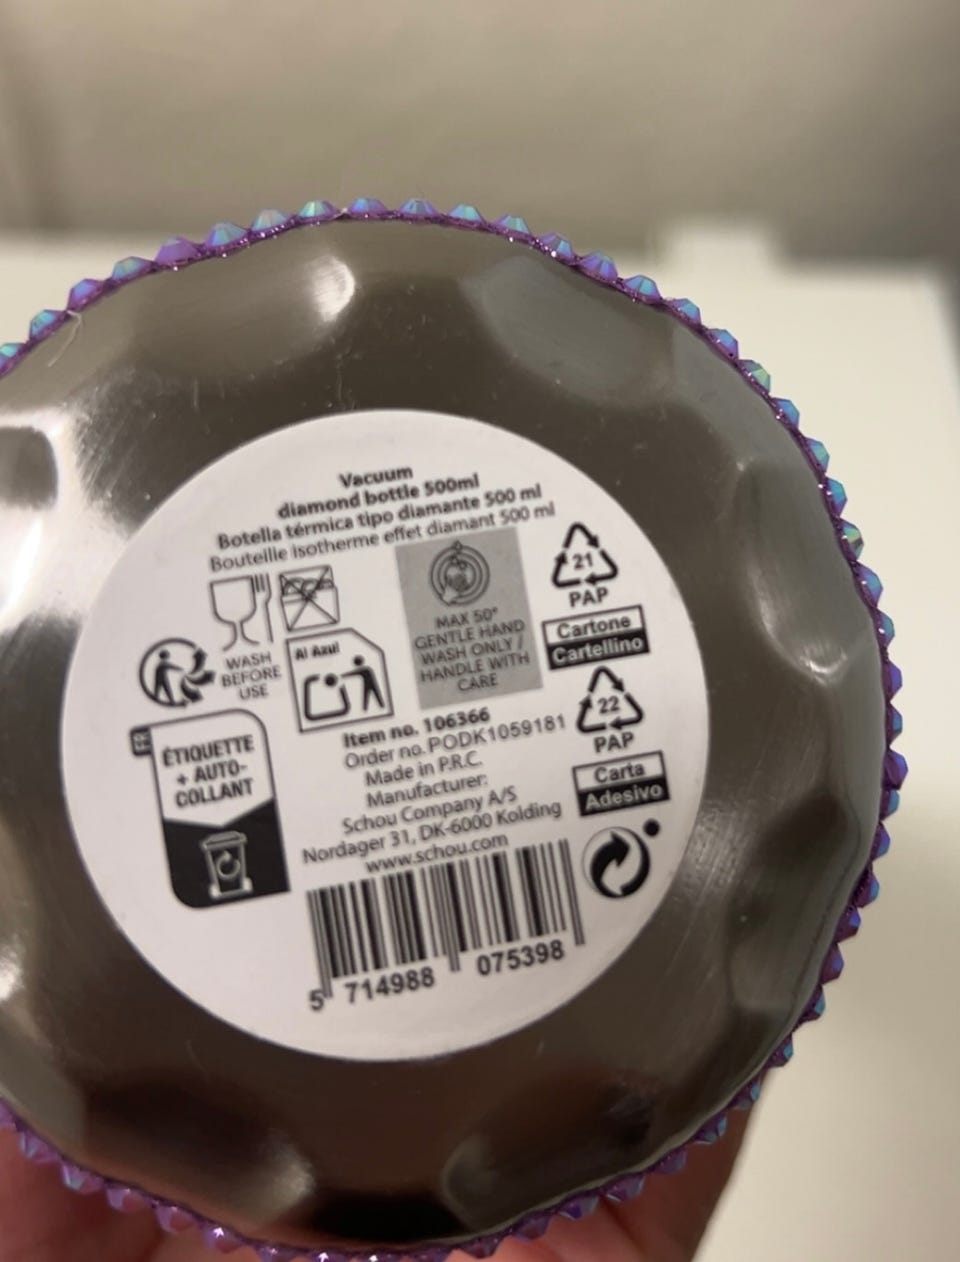 Vacuum
diamond bottle 500ml
Botella térmica tipo diamante 500 ml
Bouteille isotherme effet diamant 500 ml
WASH
BEFORE
USE
Al Azul
MAX 50°
GENTLE HAND
WASH ONLY /
HANDLE WITH
CARE
21
PAP
Cartone
Cartellino
22
PAP
Carta
Adesivo
FR
ÉTIQUETTE
+ AUTO-
COLLANT
Item no. 106366
Order no. PODK1059181
Made in P.R.C.
Manufacturer:
Schou Company A/S
Nordager 31, DK-6000 Kolding
www.schou.com
5 714988 075398